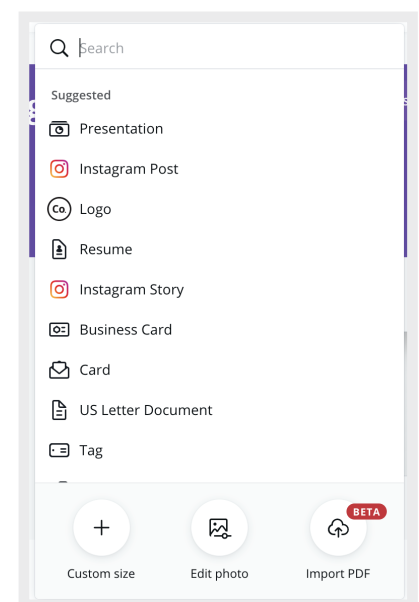 Search
Suggested
Presentation
Instagram Post
Co. Logo
Resume
Instagram Story
Business Card
Card
US Letter Document
Tag
BETA
Custom size
Edit photo
Import PDF